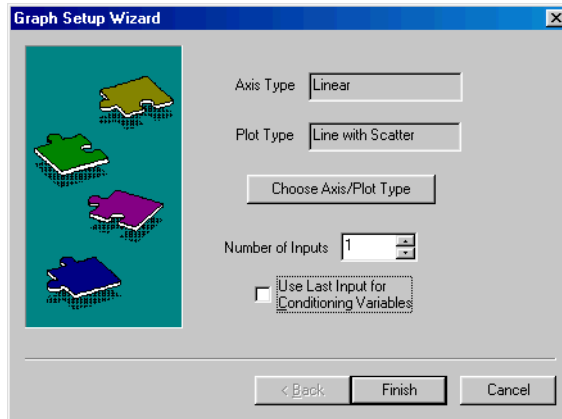 Graph Setup Wizard
Axis Type Linear
Plot Type Line with Scatter
Choose Axis/Plot Type
Number of Inputs 1
Use Last Input for
Conditioning Variables
< Back Finish Cancel